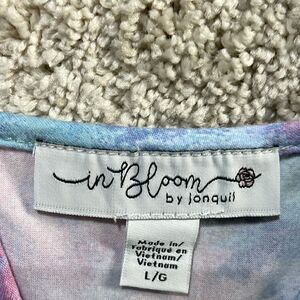 in Bloom
by Jonquil
Made in/
Fabriqué en
Vietnam/
Vietnam
L/G